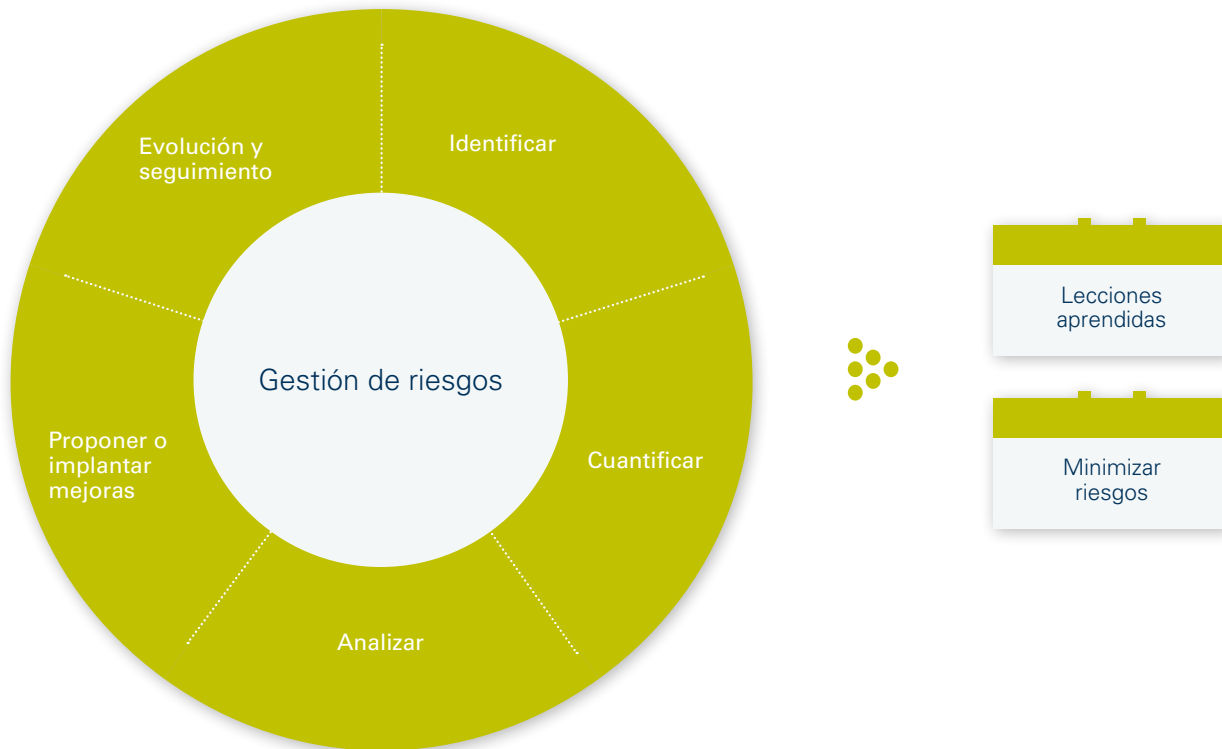 Evolución y
seguimiento
Identificar
Gestión de riesgos
Cuantificar
Proponer o
implantar
mejoras
Analizar
Lecciones
aprendidas
Minimizar
riesgos